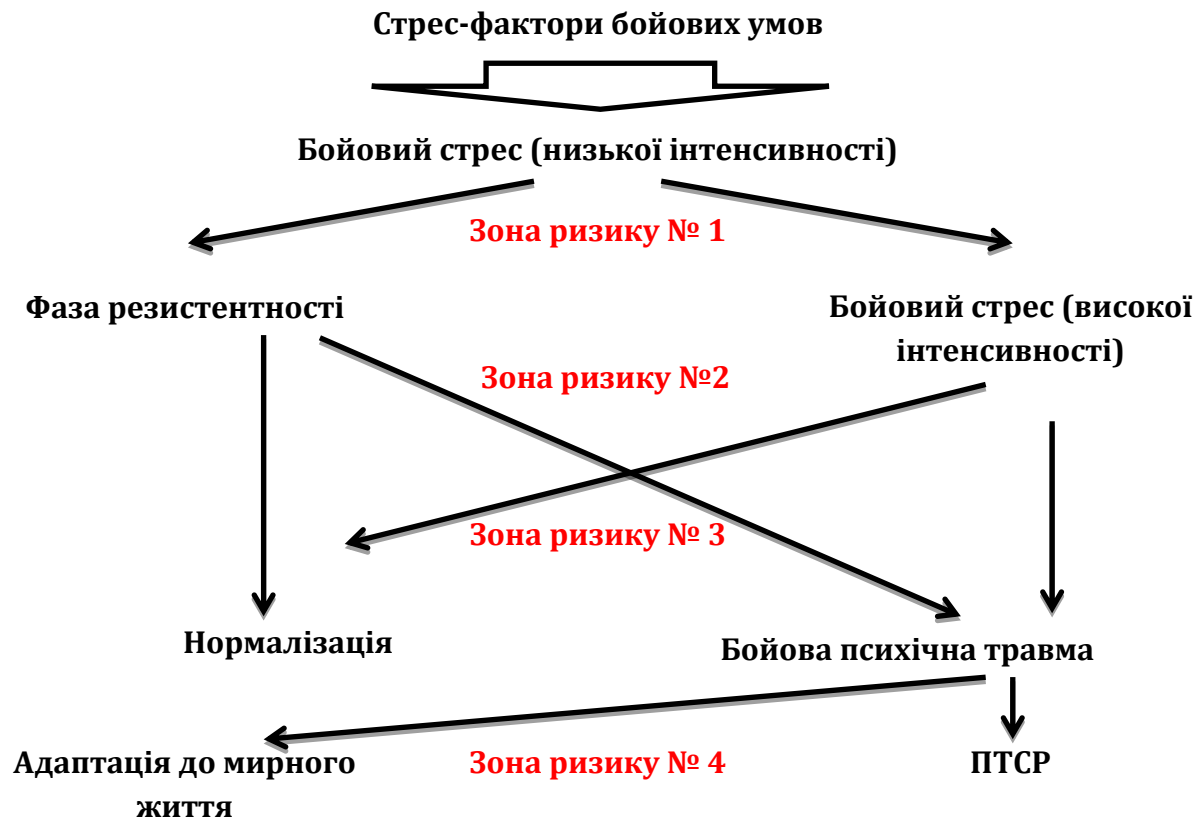 Стрес-фактори бойових умов
Бойовий стрес (низької інтенсивності)
Зона ризику № 1
Фаза резистентності
Бойовий стрес (високої
інтенсивності)
Зона ризику №2
Зона ризику № 3
Нормалізація
Бойова психічна травма
Адаптація до мирного
життя
Зона ризику № 4
ПТСР